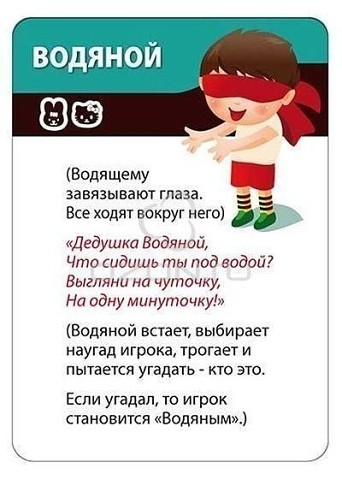 ВОДЯНОЙ
(Водящему
завязывают глаза.
Все ходят вокруг него)
«Дедушка Водяной,
Что сидишь ты под водой?
Выгляни на чуточку,
На одну минуточку!»
(Водяной встает, выбирает
наугад игрока, трогает и
пытается угадать - кто это.
Если угадал, то игрок
становится «Водяным».)